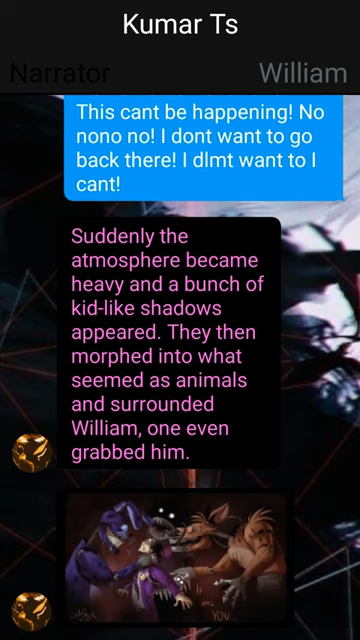 Kumar Ts
Narrator William
This cant be happening! No
nono no! I dont want to go
back there! I dlmt want to I
cant!
Suddenly the
atmosphere became
heavy and a bunch of
kid-like shadows
appeared. They then
morphed into what
seemed as animals
and surrounded
William, one even
grabbed him.
YOU